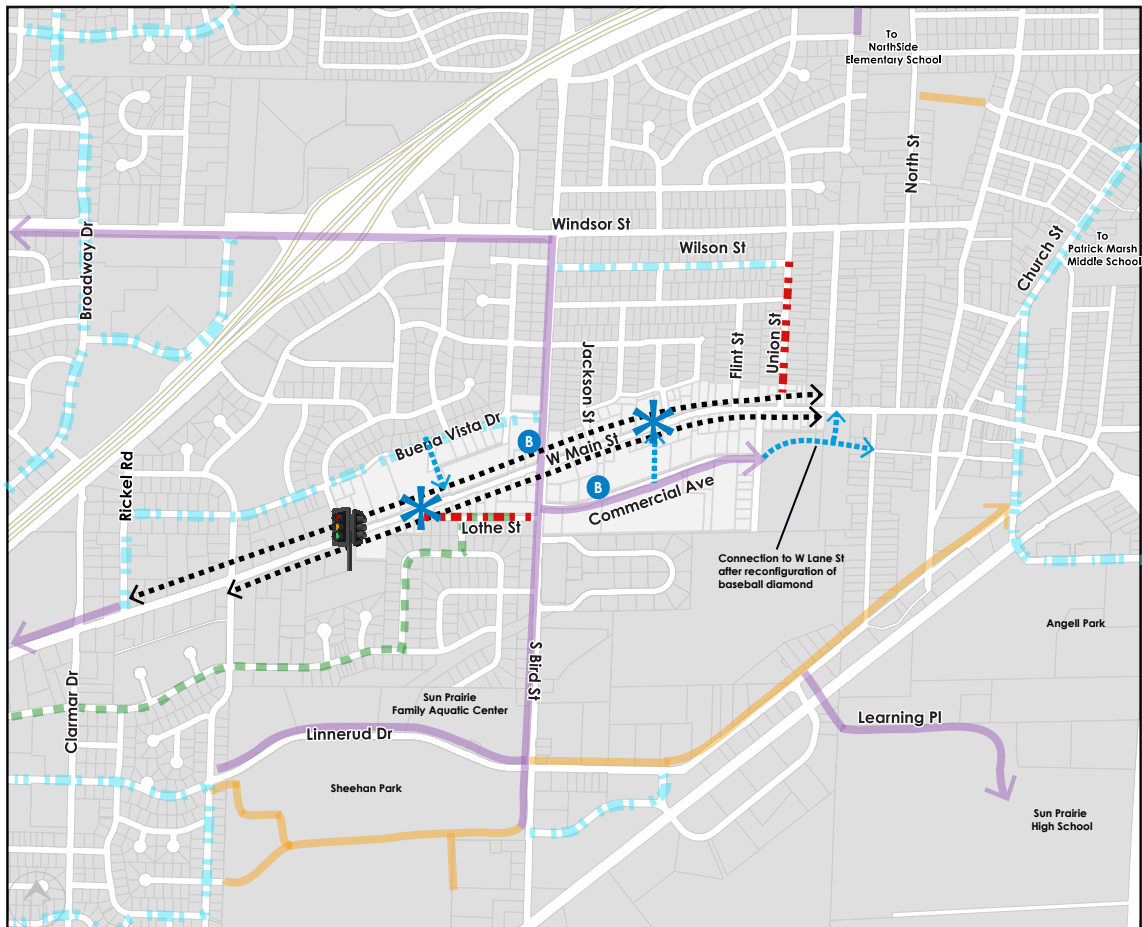 To
NorthSide
Elementary School
North St
Windsor St
Wilson St
Broadway Dr
Church St
To
Patrick Marsh
Middle School
Flint St
Union St
Jackson St
Buena Vista Dr
B
W Main St
Rickel Rd
B
Commercial Ave
Lothe St
Connection to W Lane St
after reconfiguration of
baseball diamond
Angell Park
S Bird St
Clarmar Dr
Sun Prairie
Family Aquatic Center
Linnerud Dr
Learning Pl
Sheehan Park
Sun Prairie
High School